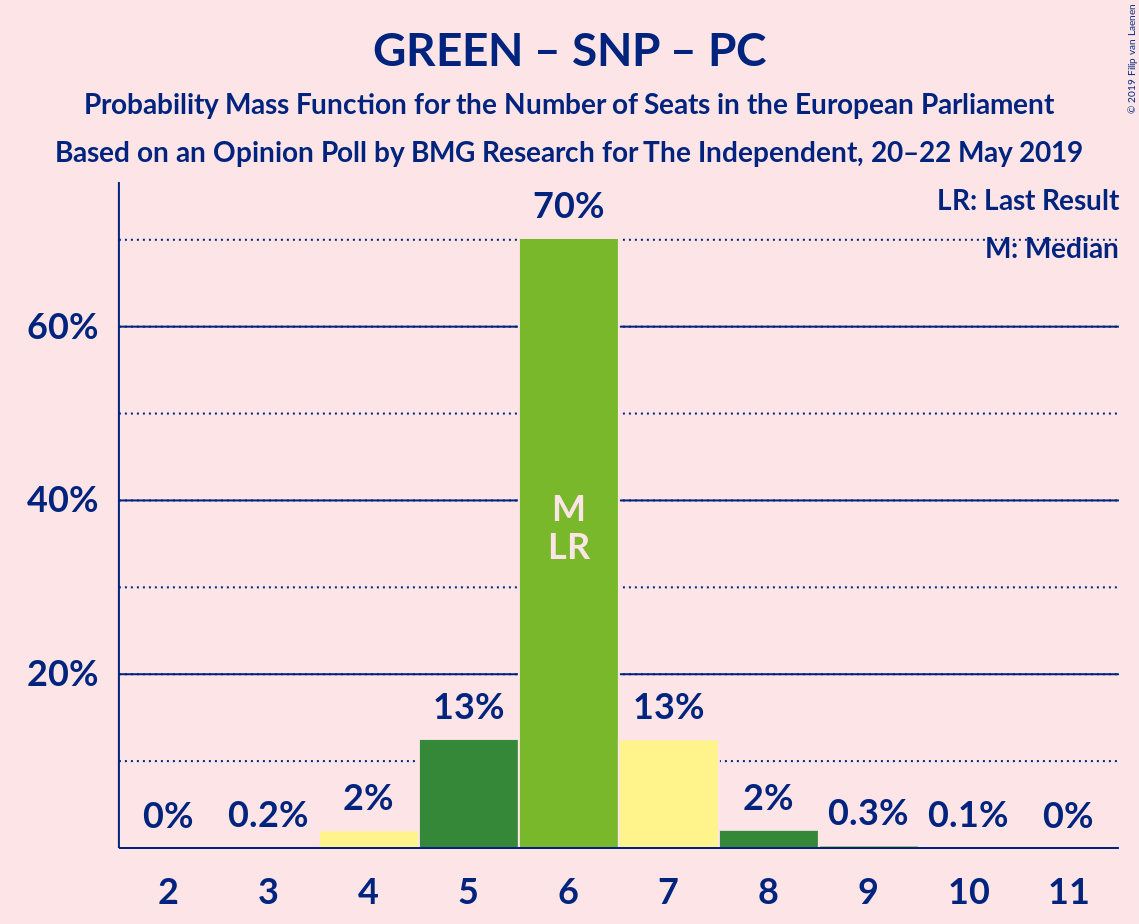 GREEN – SNP – PC
Probability Mass Function for the Number of Seats in the European Parliament
Based on an Opinion Poll by BMG Research for The Independent, 20–22 May 2019
© 2019 Filip van Laenen
LR: Last Result
M: Median
70%
60%
40%
20%
M
LR
0%
0.2%
2%
13%
13%
2%
0.3%
0.1%
0%
2 3 4 5 6 7 8 9 10 11